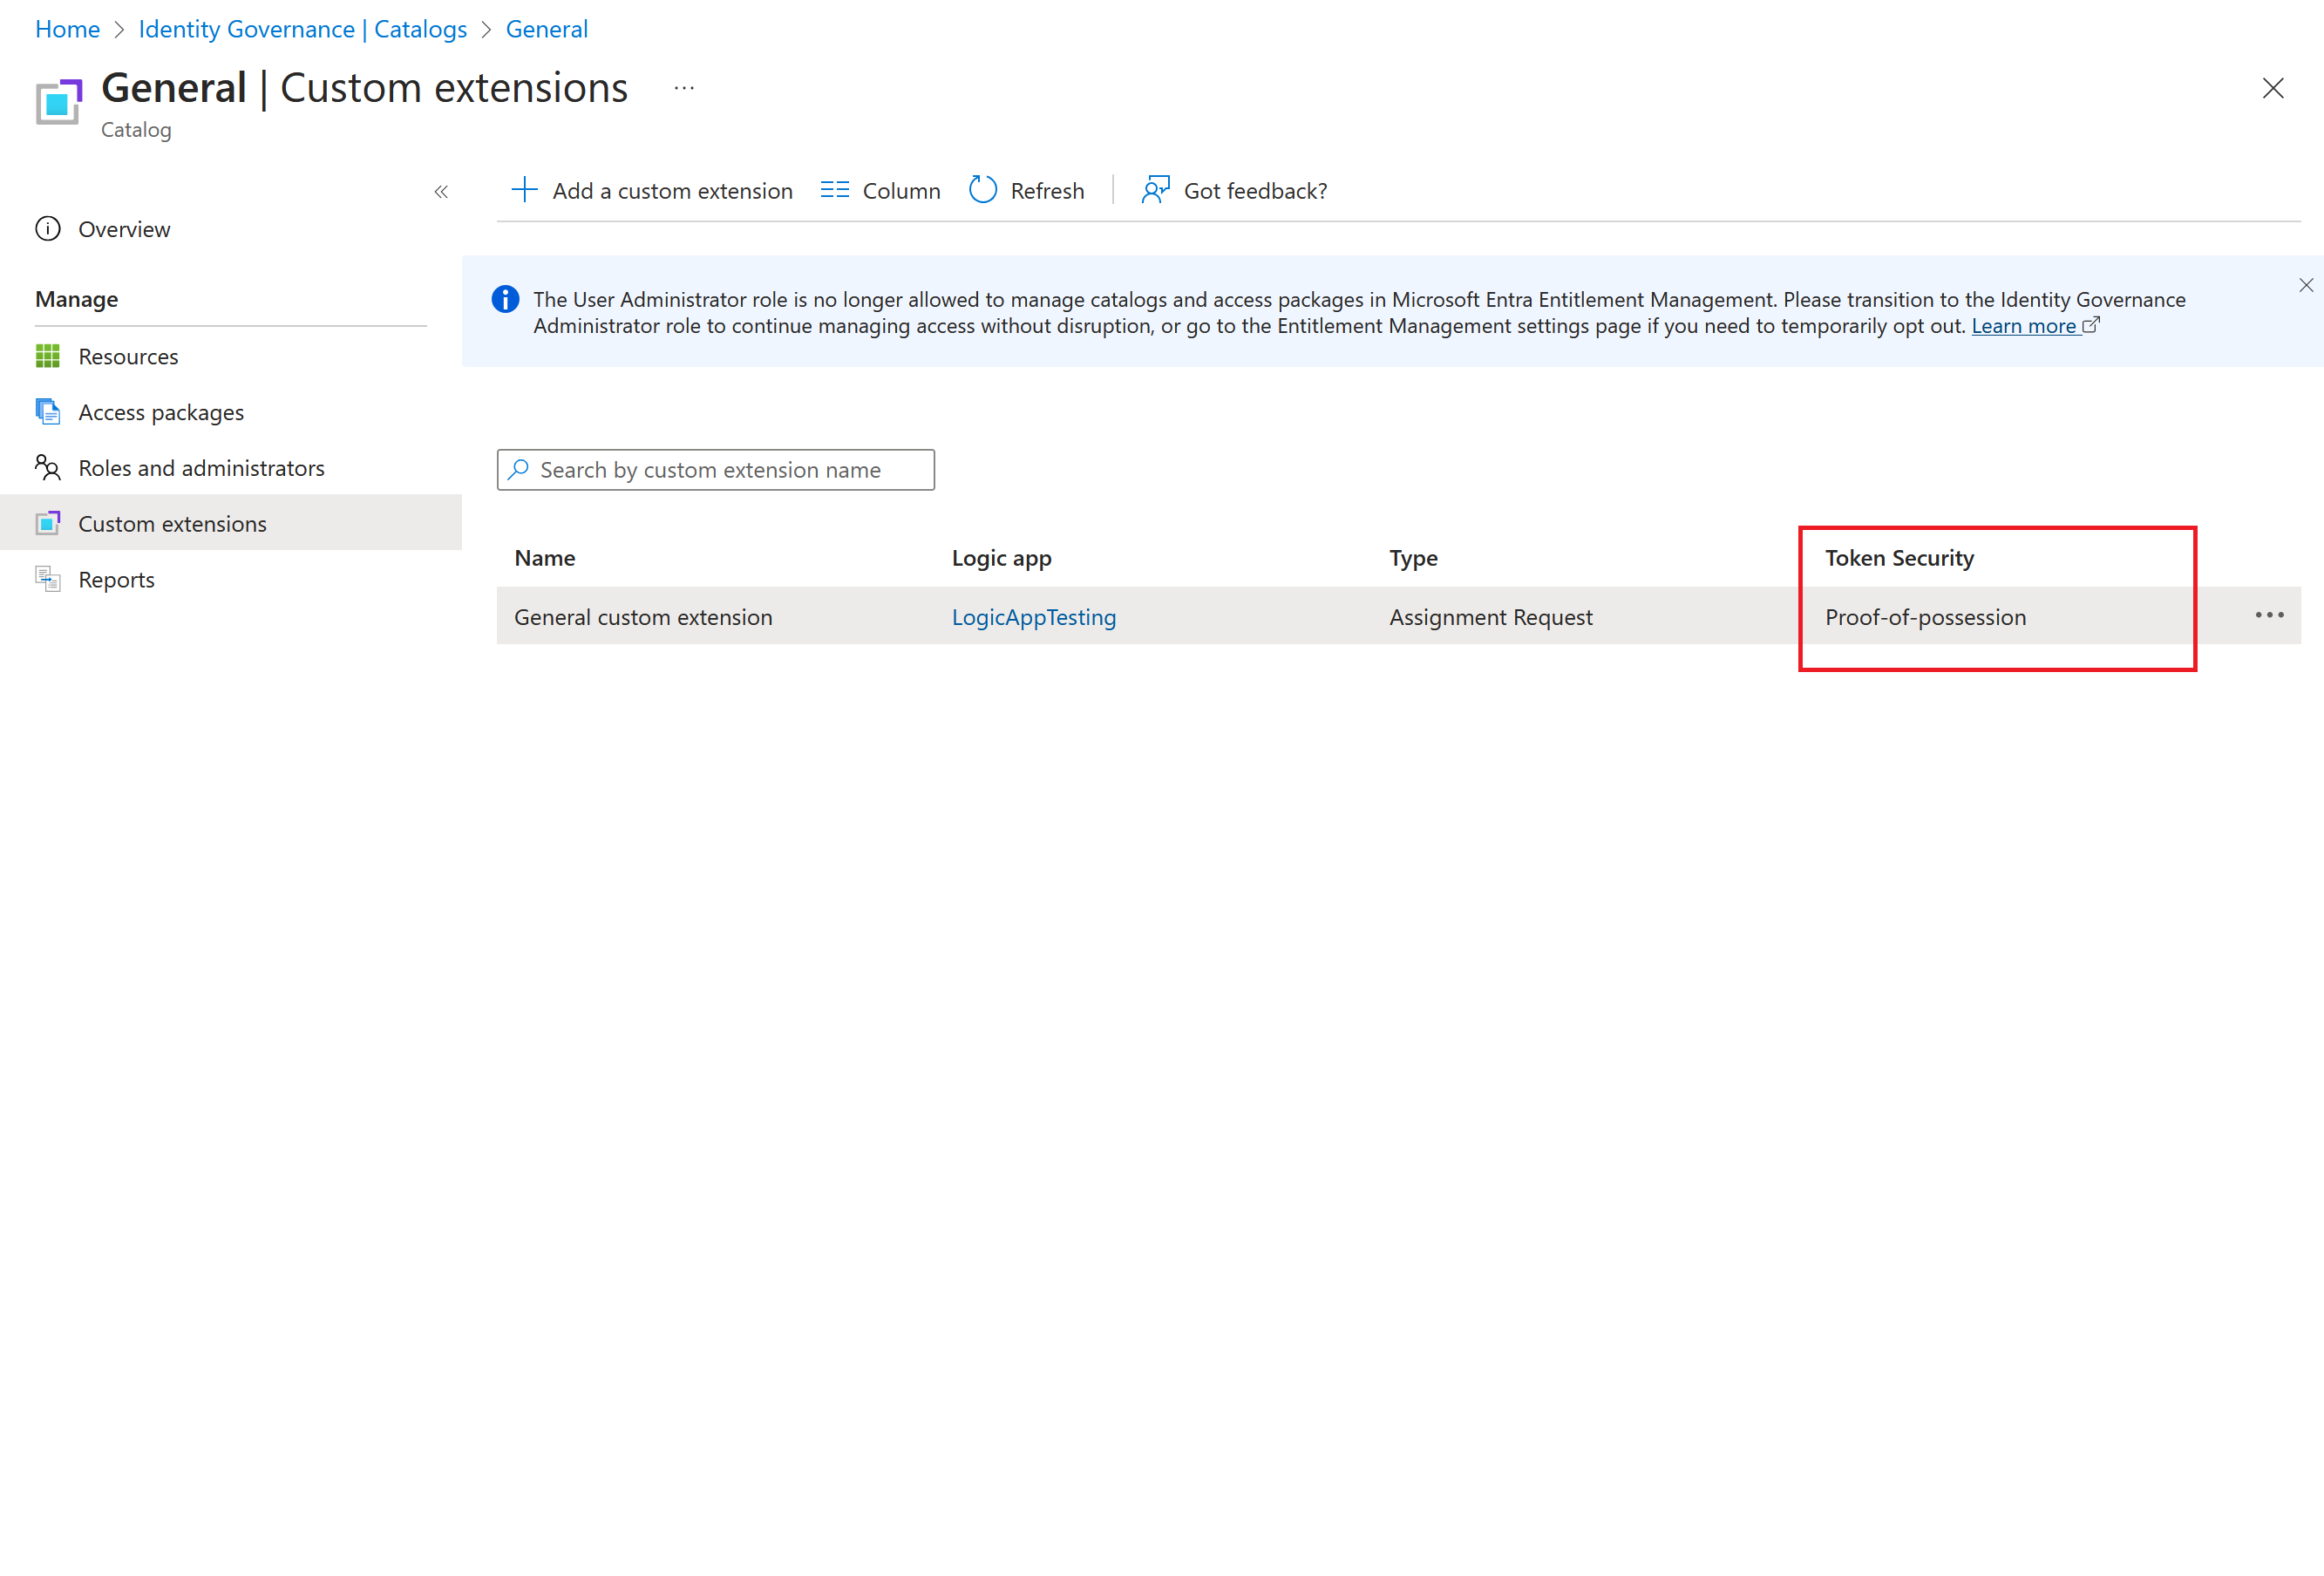 Home > Identity Governance | Catalogs > General
General | Custom extensions ...
Catalog
Add a custom extension Column Refresh Got feedback?
Overview
Manage
Resources
Access packages
Roles and administrators
Custom extensions
Reports
The User Administrator role is no longer allowed to manage catalogs and access packages in Microsoft Entra Entitlement Management. Please transition to the Identity Governance
Administrator role to continue managing access without disruption, or go to the Entitlement Management settings page if you need to temporarily opt out. Learn more
Search by custom extension name
Name Logic app Type Token Security
General custom extension LogicAppTesting Assignment Request Proof-of-possession